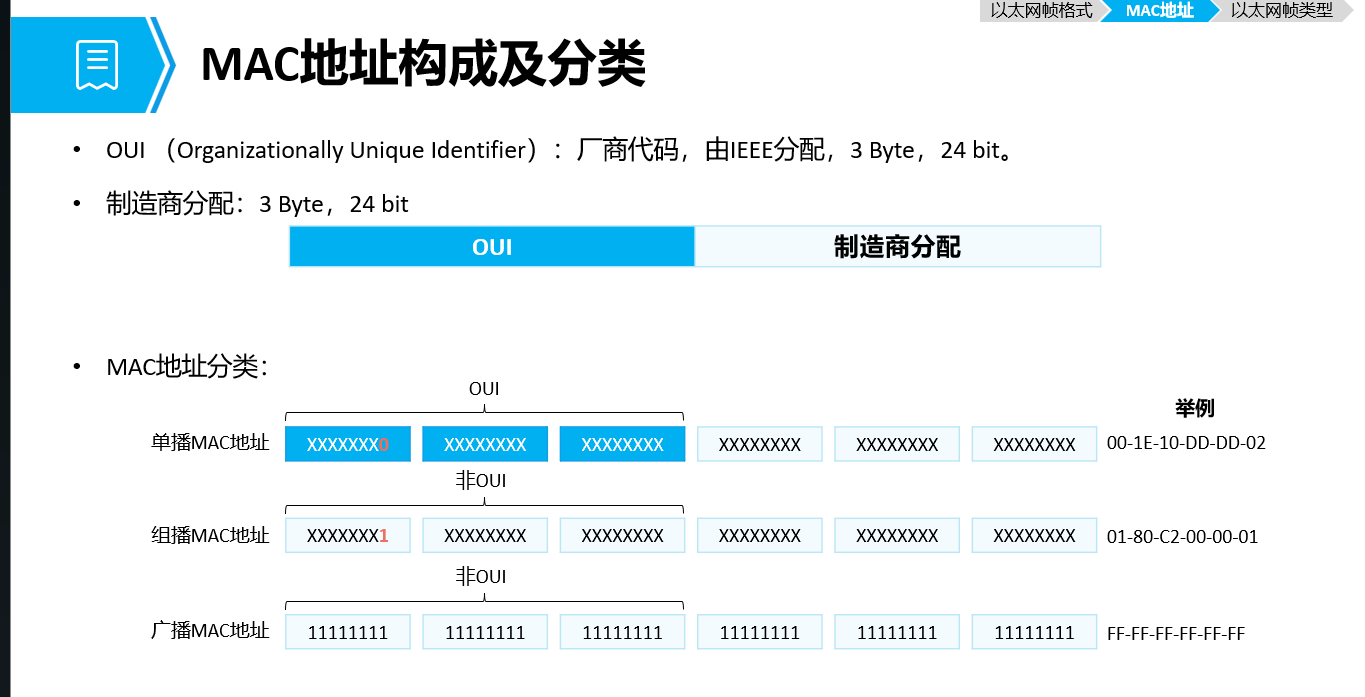 以太网帧格式 MAC地址 以太网帧类型
MAC地址构成及分类
• OUI （Organizationally Unique Identifier）：厂商代码，由IEEE分配，3 Byte，24 bit。
• 制造商分配：3 Byte，24 bit
OUI 制造商分配
• MAC地址分类：
OUI
举例
单播MAC地址 XXXXXXX0 XXXXXXXX XXXXXXXX XXXXXXXX XXXXXXXX XXXXXXXX 00-1E-10-DD-DD-02
非OUI
组播MAC地址 XXXXXXX1 XXXXXXXX XXXXXXXX XXXXXXXX XXXXXXXX XXXXXXXX 01-80-C2-00-00-01
非OUI
广播MAC地址 11111111 11111111 11111111 11111111 11111111 11111111 FF-FF-FF-FF-FF-FF